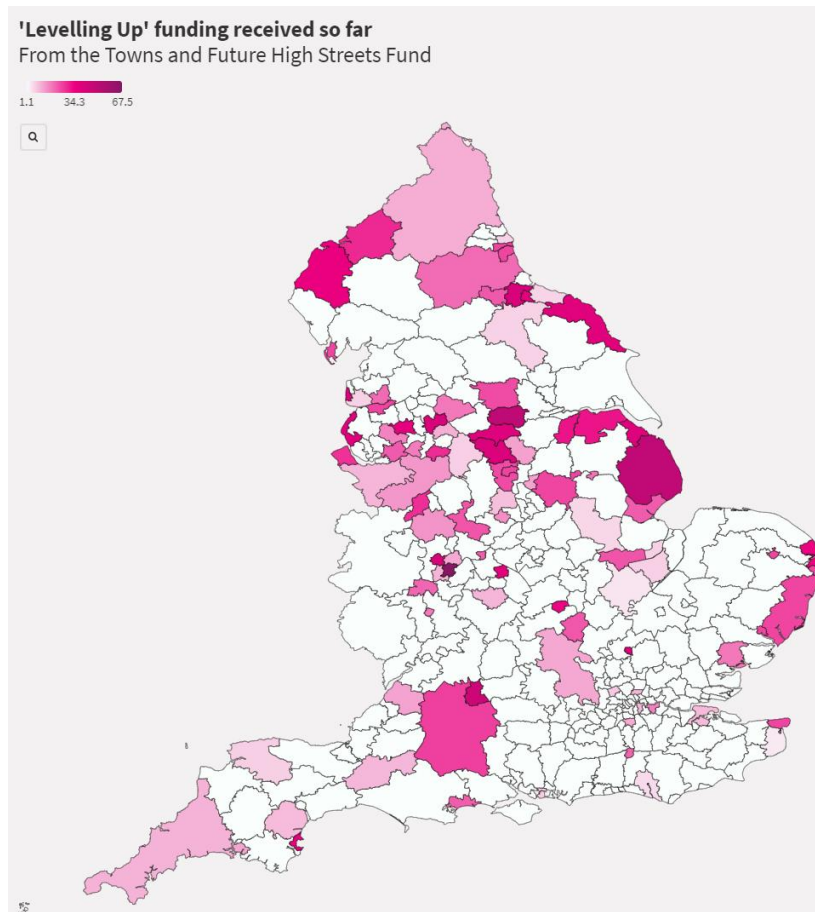 'Levelling Up' funding received so far
From the Towns and Future High Streets Fund
1.1 34.3 67.5